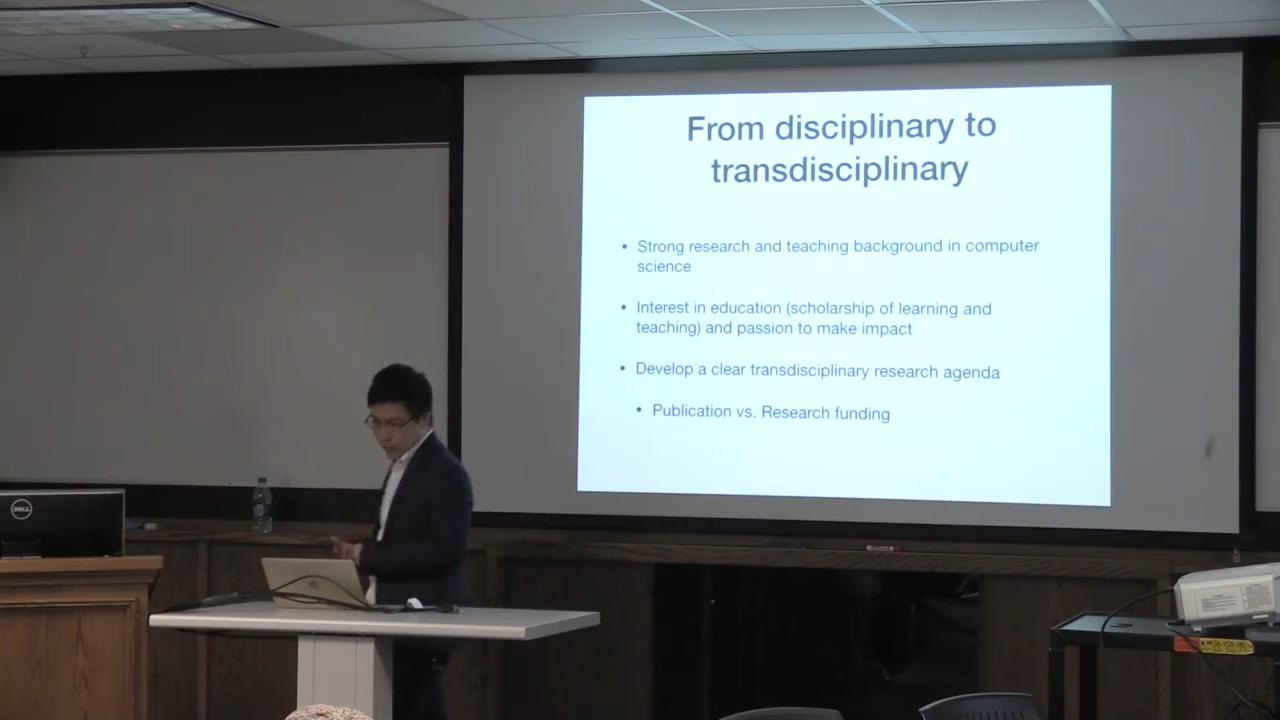 From disciplinary to
transdisciplinary
• Strong research and teaching background in computer
science
• Interest in education (scholarship of learning and
teaching) and passion to make impact
• Develop a clear transdisciplinary research agenda
• Publication vs. Research funding
DELL